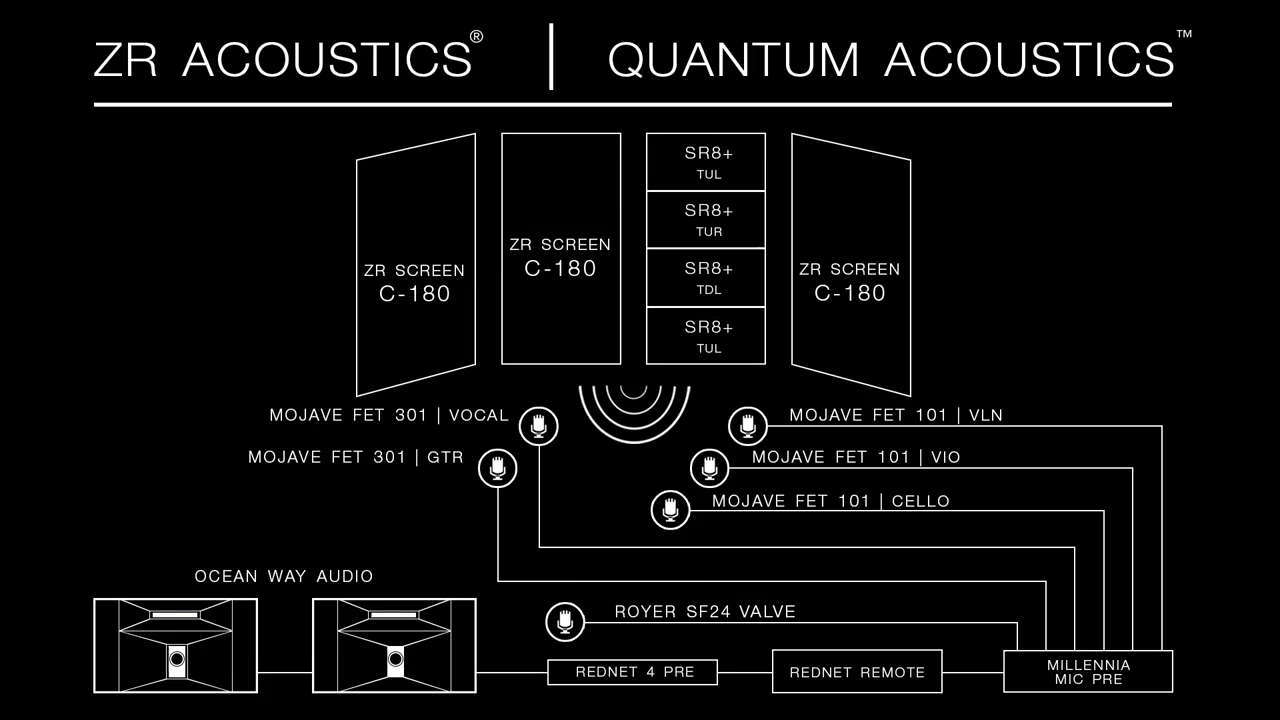 ZR ACOUSTICS® | QUANTUM ACOUSTICS™
SR8+
TUL
SR8+
TUR
ZR SCREEN
C-180
SR8+
TDL
ZR SCREEN
C-180
ZR SCREEN
C-180
SR8+
TUL
MOJAVE FET 301 | VOCAL
MOJAVE FET 101 | VLN
MOJAVE FET 301 | GTR
MOJAVE FET 101 | VIO
MOJAVE FET 101 | CELLO
OCEAN WAY AUDIO
ROYER SF24 VALVE
REDNET 4 PRE
REDNET REMOTE
MILLENNIA
MIC PRE